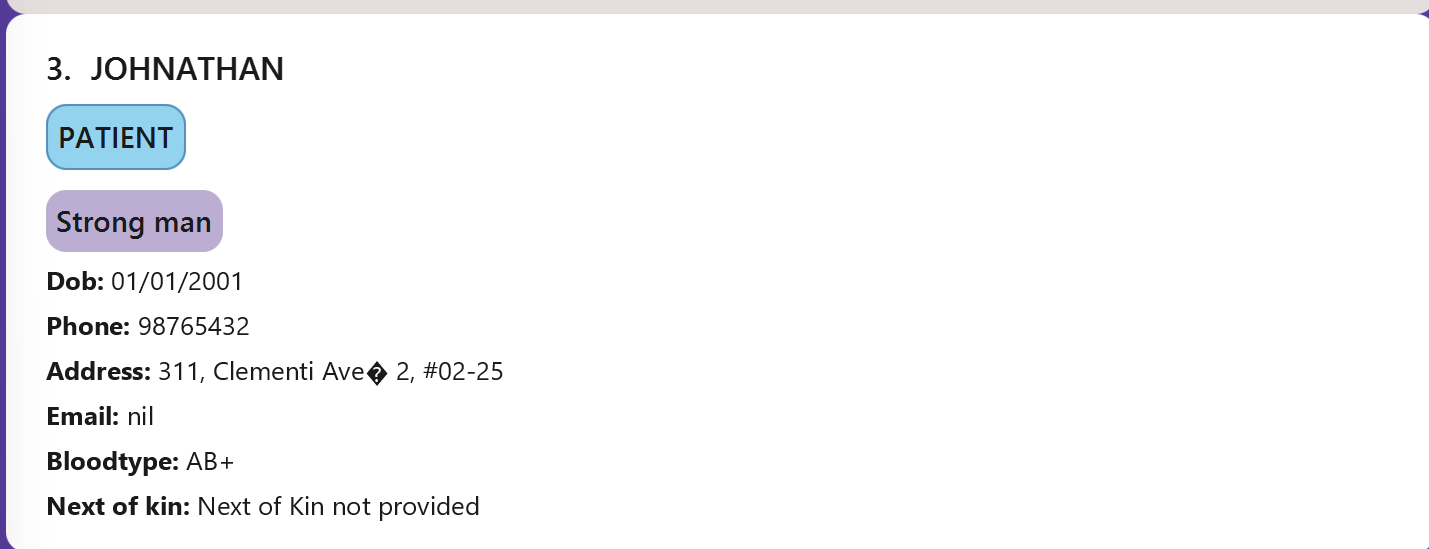 3. JOHNATHAN
PATIENT
Strong man
Dob: 01/01/2001
Phone: 98765432
Address: 311, Clementi Ave� 2, #02-25
Email: nil
Bloodtype: AB+
Next of kin: Next of Kin not provided